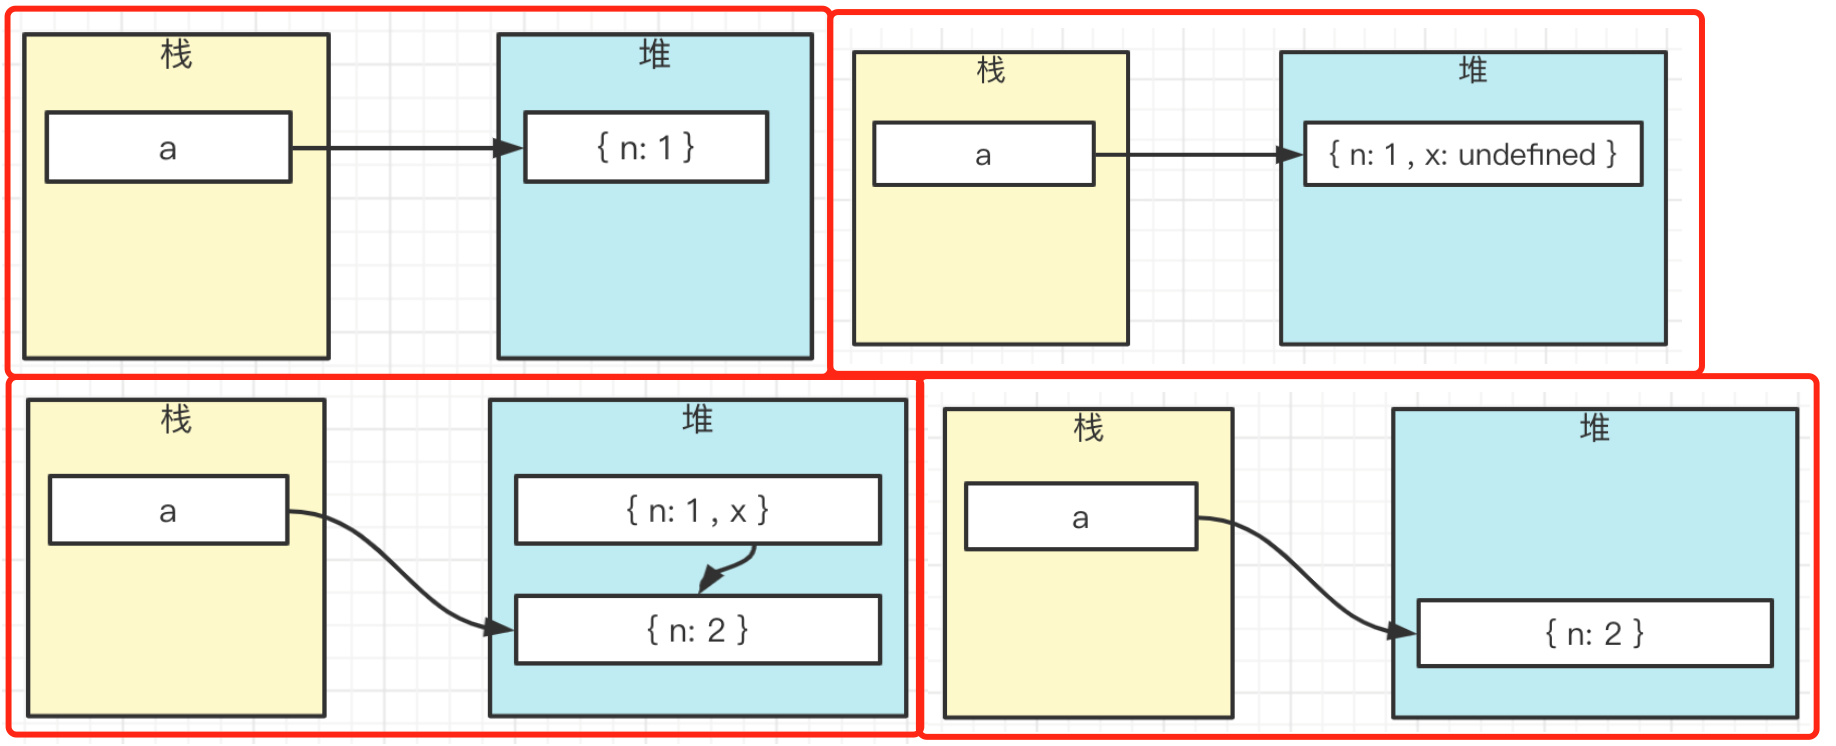 栈
堆
a
{ n: 1 }
栈
堆
a
{ n: 1 , x: undefined }
栈
堆
a
{ n: 1 , x }
{ n: 2 }
栈
堆
a
{ n: 2 }